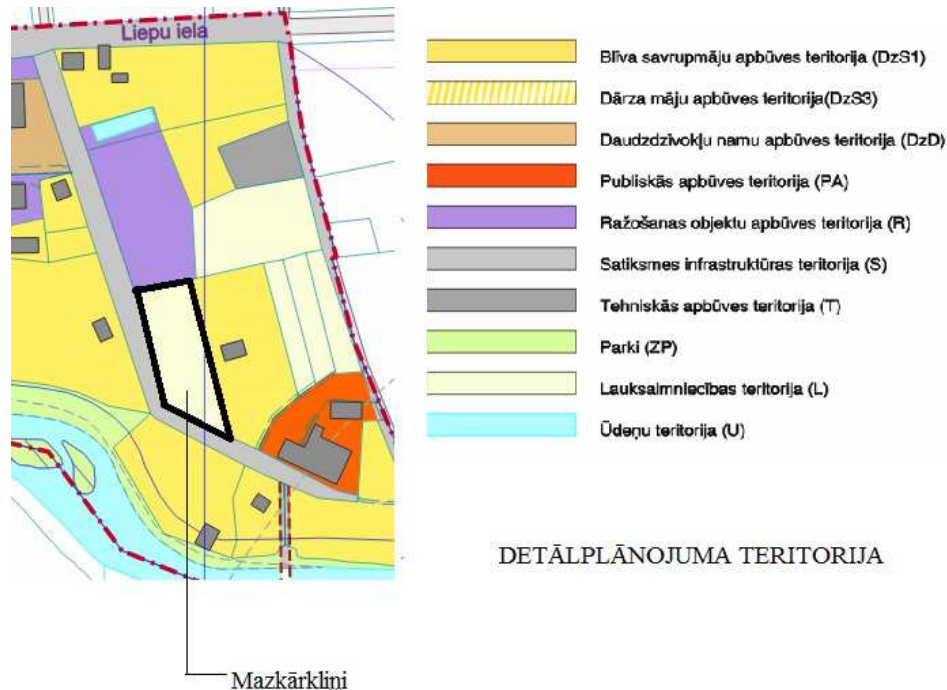 Liepu iela
Blīva savrupmāju apbūves teritorija (DzS1)
Dārza māju apbūves teritorija(DzS3)
Daudzdzīvokļu namu apbūves teritorija (DzD)
Publiskās apbūves teritorija (PA)
Ražošanas objektu apbūves teritorija (R)
Satiksmes infrastruktūras teritorija (S)
Tehniskās apbūves teritorija (T)
Parki (ZP)
Lauksaimniecības teritorija (L)
Ūdeņu teritorija (U)
DETĀLPLĀNOJUMA TERITORIJA
Mazkārkliņi